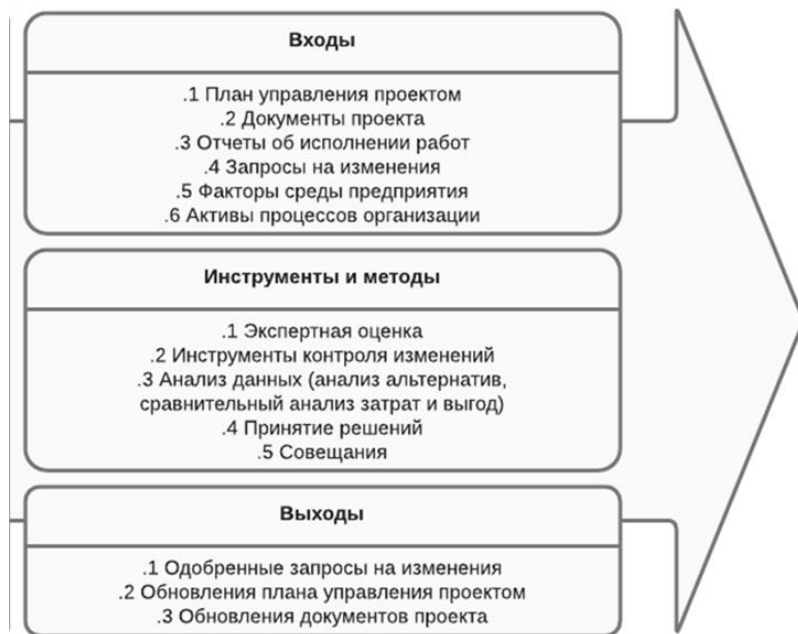 Входы
.1 План управления проектом
.2 Документы проекта
.3 Отчеты об исполнении работ
.4 Запросы на изменения
.5 Факторы среды предприятия
.6 Активы процессов организации
Инструменты и методы
.1 Экспертная оценка
.2 Инструменты контроля изменений
.3 Анализ данных (анализ альтернатив,
сравнительный анализ затрат и выгод)
.4 Принятие решений
.5 Совещания
Выходы
.1 Одобренные запросы на изменения
.2 Обновления плана управления проектом
.3 Обновления документов проекта